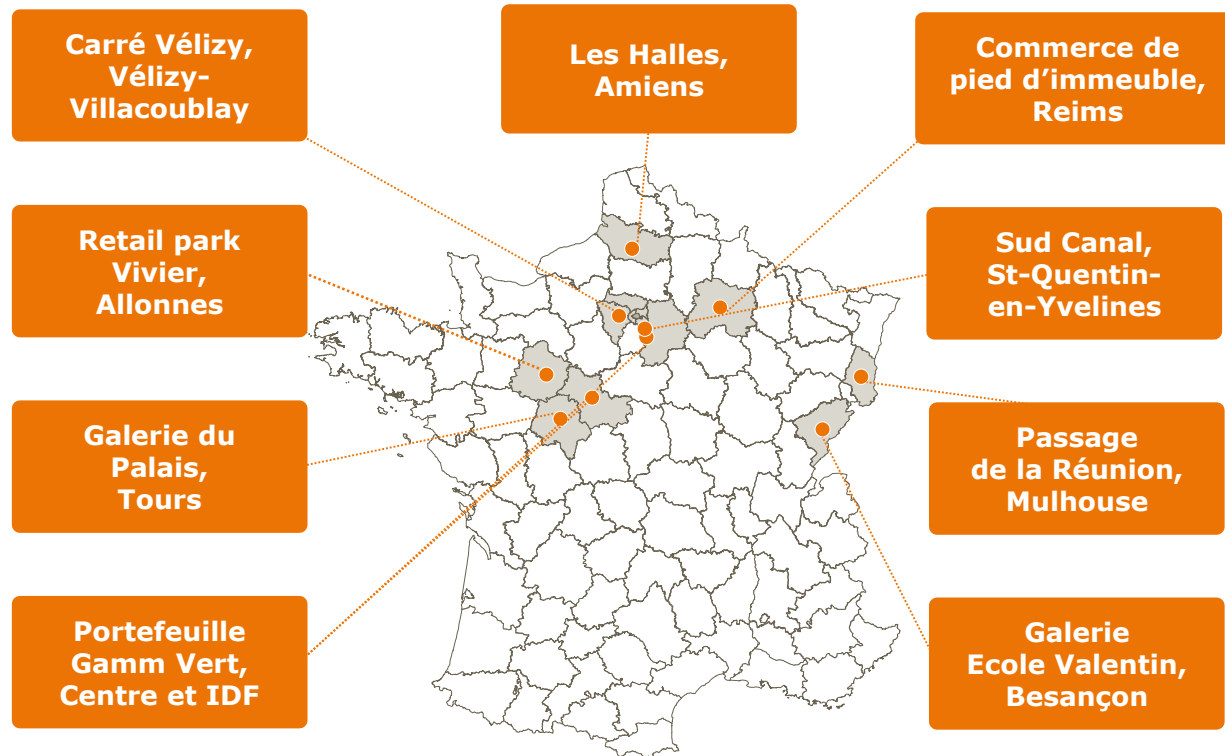 Carré Vélizy,
Vélizy-
Villacoublay
Les Halles,
Amiens
Commerce de
pied d’immeuble,
Reims
Retail park
Vivier,
Allonnes
Sud Canal,
St-Quentin-
en-Yvelines
Galerie du
Palais,
Tours
Passage
de la Réunion,
Mulhouse
Portefeuille
Gamm Vert,
Centre et IDF
Galerie
Ecole Valentin,
Besançon